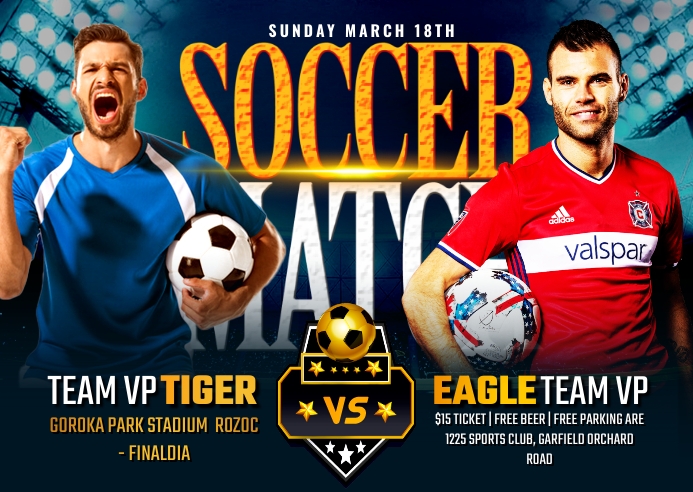 SUNDAY MARCH 18TH
SOCCER
MATCH
adidas
valspar
TEAM VP TIGER
GOROKA PARK STADIUM ROZOC
- FINALDIA
VS
EAGLE TEAM VP
$15 TICKET | FREE BEER | FREE PARKING ARE
1225 SPORTS CLUB, GARFIELD ORCHARD
ROAD